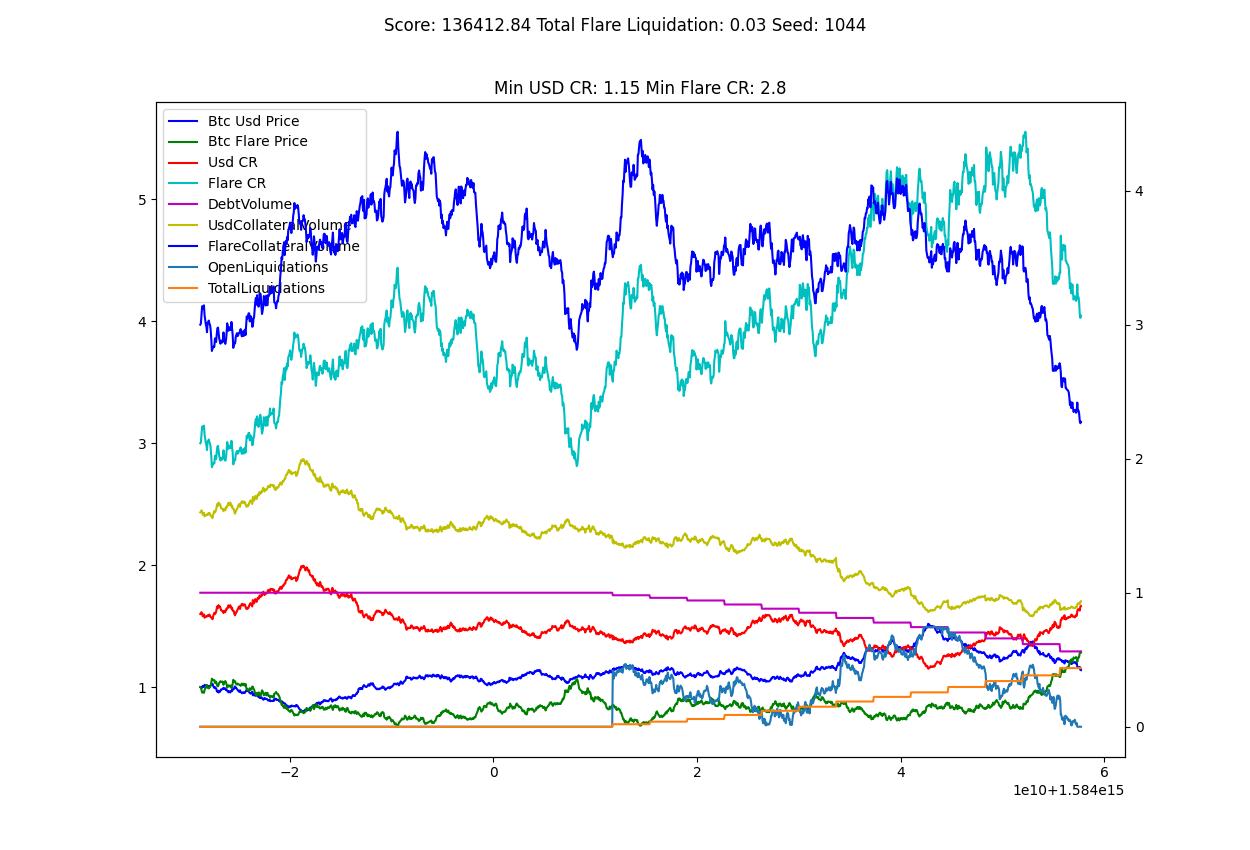 Score: 136412.84 Total Flare Liquidation: 0.03 Seed: 1044
Min USD CR: 1.15 Min Flare CR: 2.8
Btc Usd Price
Btc Flare Price
Usd CR
Flare CR
DebtVolume
UsdCollateralVolume
FlareCollateralVolume
OpenLiquidations
TotalLiquidations
5
4
3
2
1
4
3
2
1
0
−2
0
2
4
6
1e10+1.584e15